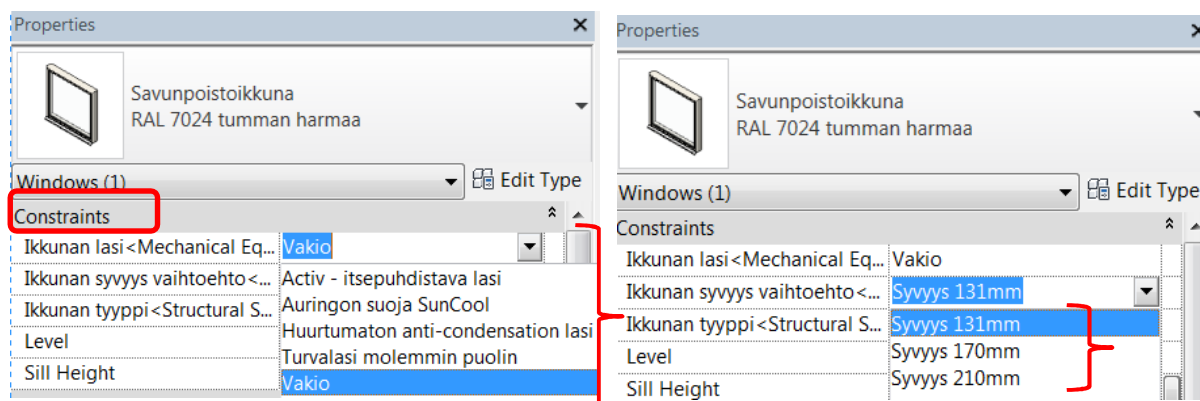 Properties
Savunpoistoikkuna
RAL 7024 tumman harmaa
Windows (1)
Edit Type
Constraints
Ikkunan lasi<Mechanical Eq... Vakio
Ikkunan syvyys vaihtoehto<... Activ - itsepuhdistava lasi
Ikkunan tyyppi<Structural S... Auringon suoja SunCool
Huurtumaton anti-condensation lasi
Level
Turvalasi molemmin puolin
Sill Height
Vakio
Properties
Savunpoistoikkuna
RAL 7024 tumman harmaa
Windows (1)
Edit Type
Constraints
Ikkunan lasi<Mechanical Eq... Vakio
Ikkunan syvyys vaihtoehto<... Syvyys 131mm
Ikkunan tyyppi<Structural S... Syvyys 131mm
Level Syvyys 170mm
Sill Height Syvyys 210mm